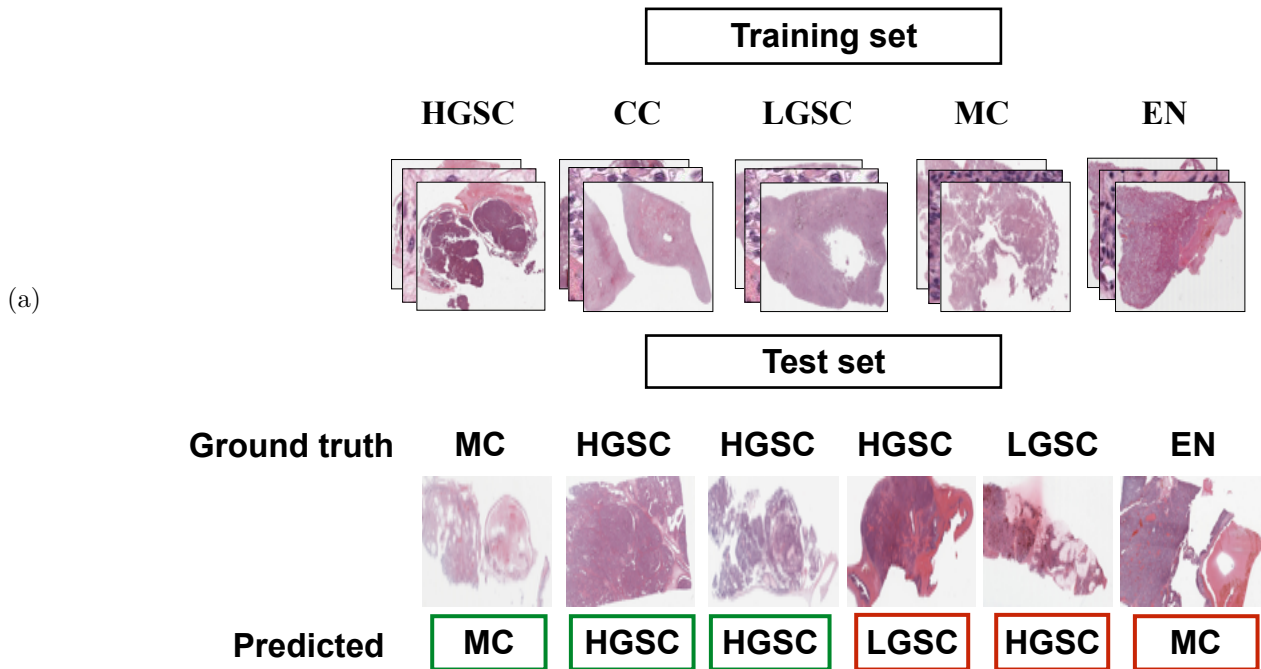 Training set
HGSC CC LGSC MC EN
(a)
Test set
Ground truth MC HGSC HGSC HGSC LGSC EN
Predicted MC HGSC HGSC LGSC HGSC MC